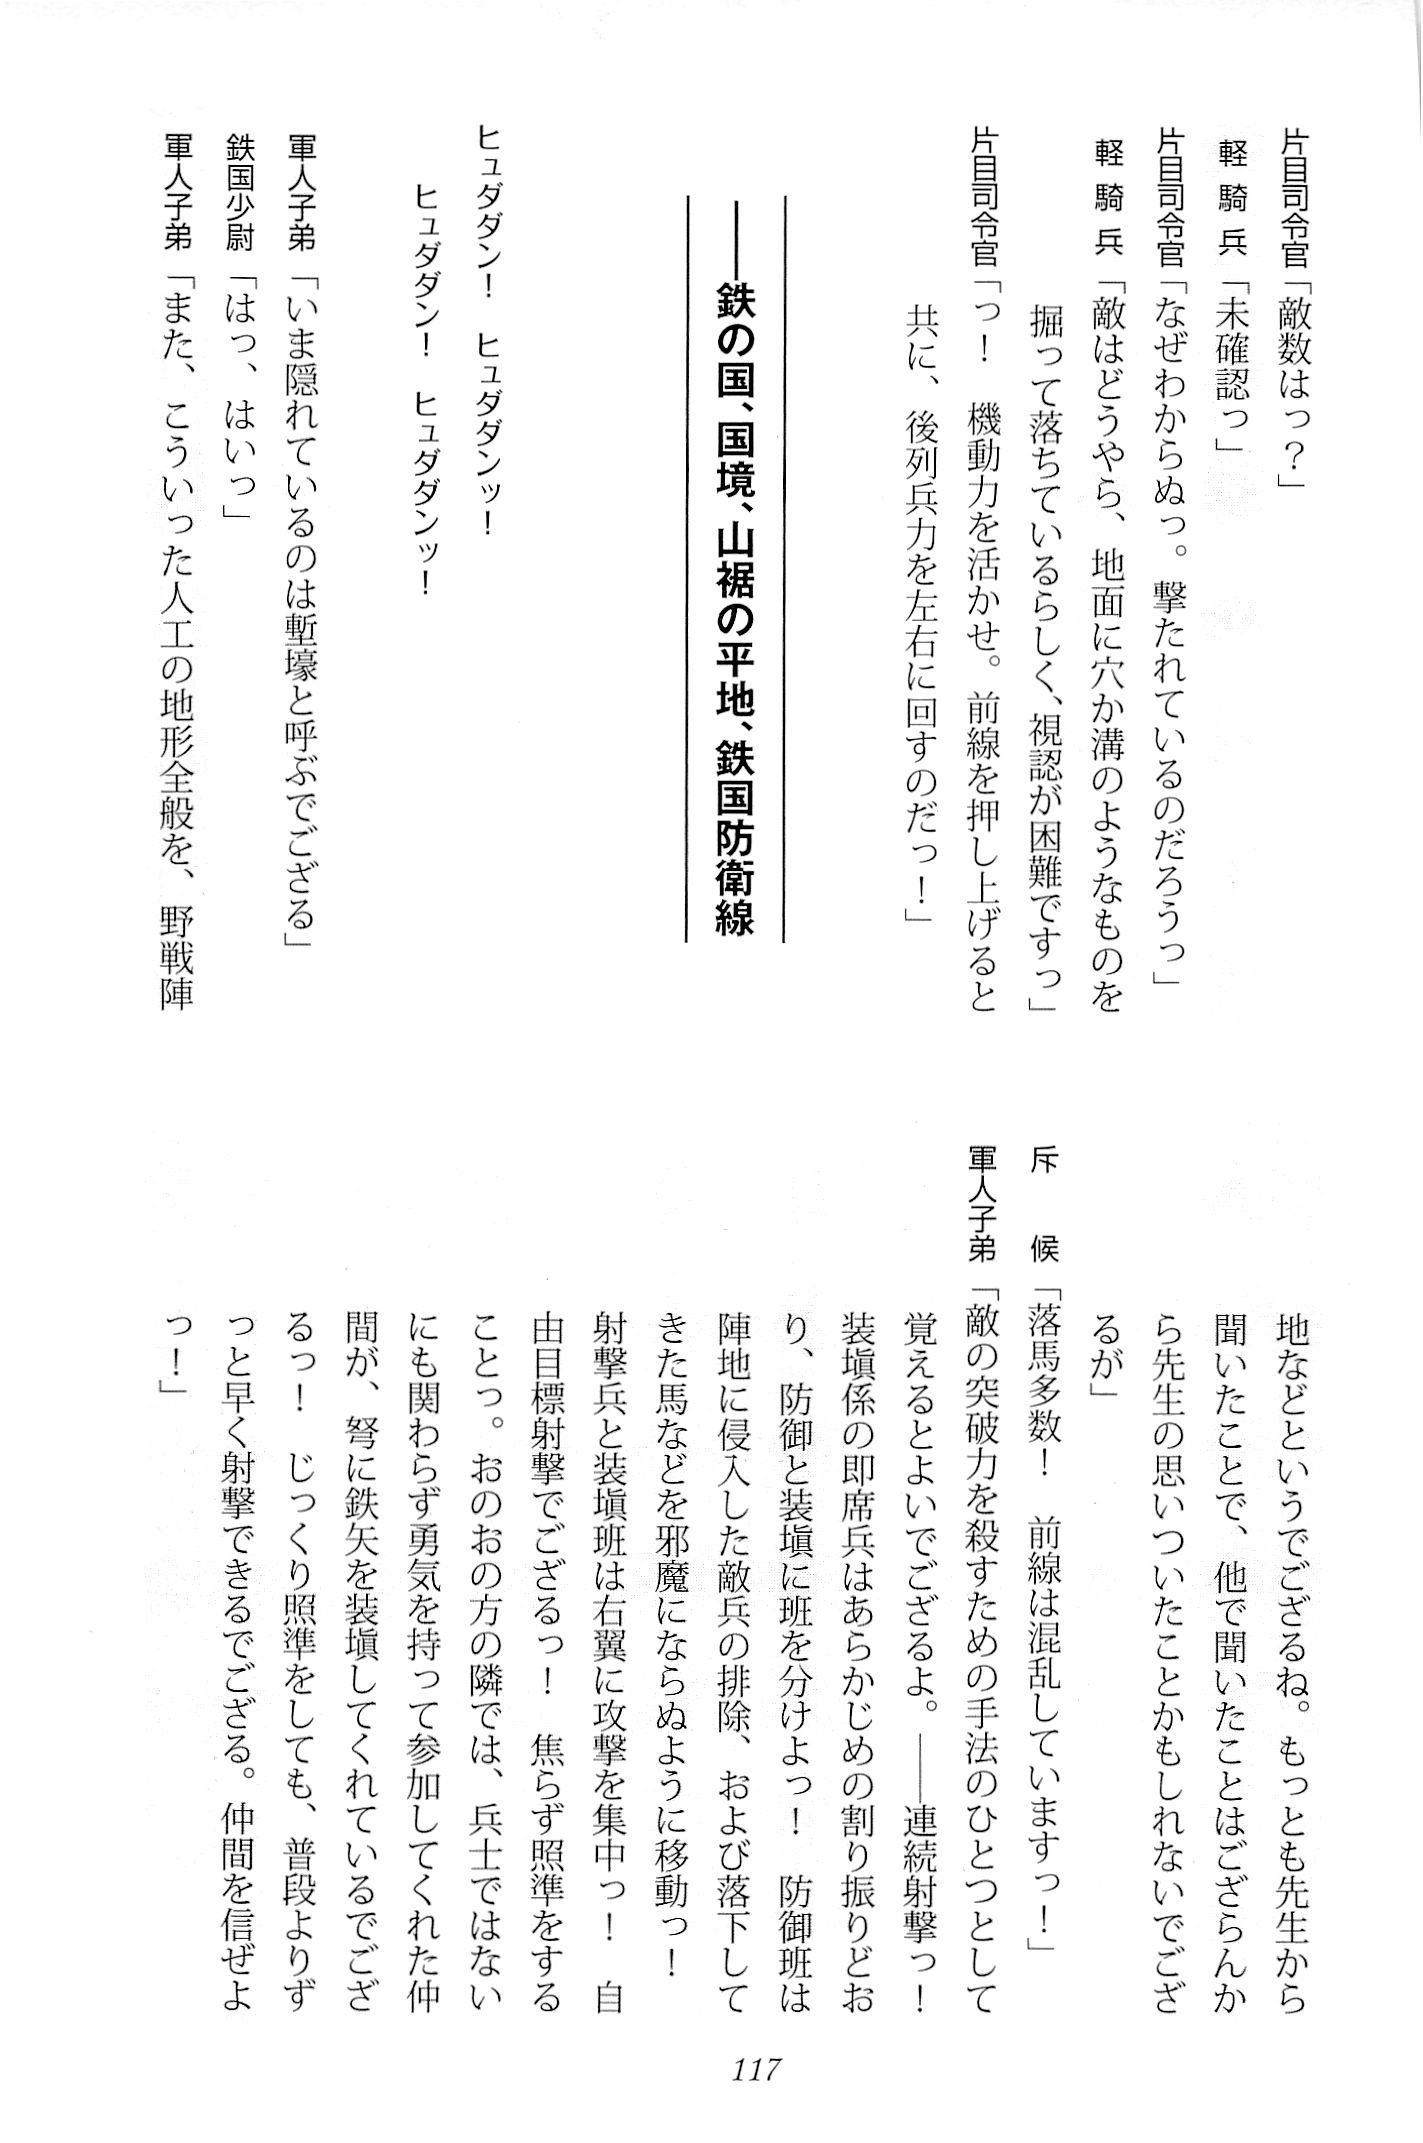 片目司令官「敵数はっ?」
軽騎兵「未確認っ」
片目司令官「なぜわからぬっ。撃たれているのだろうっ」
軽騎兵「敵はどうやら、地面に穴か溝のようなものを
掘って落ちているらしく、視認が困難ですっ」
片目司令官「っ!　機動力を活かせ。前線を押し上げると
共に、後列兵力を左右に回すのだっ!」
――鉄の国、国境、山裾の平地、鉄国防衛線
ヒュダダン!　ヒュダダンッ!
ヒュダダン!　ヒュダダンッ!
軍人子弟「いま隠れているのは塹壕と呼ぶでござる」
鉄国少尉「はっ、はいっ」
軍人子弟「また、こういった人工の地形全般を、野戦陣
地などというでござるね。もっとも先生から
聞いたことで、他で聞いたことはござらんか
ら先生の思いついたことかもしれないでござ
るが」
斥候「落馬多数!　前線は混乱していますっ!」
軍人子弟「敵の突破力を殺すための手法のひとつとして
覚えるとよいでござるよ。――連続射撃っ!
装塡係の即席兵はあらかじめの割り振りどお
り、防御と装塡に班を分けよっ!　防御班は
陣地に侵入した敵兵の排除、および落下して
きた馬などを邪魔にならぬように移動っ!
射撃兵と装塡班は右翼に攻撃を集中っ!　自
由目標射撃でござるっ!　焦らず照準をする
ことっ。おのおの方の隣では、兵士ではない
にも関わらず勇気を持って参加してくれた仲
間が、弩に鉄矢を装塡してくれているでござ
るっ!　じっくり照準をしても、普段よりず
っと早く射撃できるでござる。仲間を信ぜよ
っ!」
117